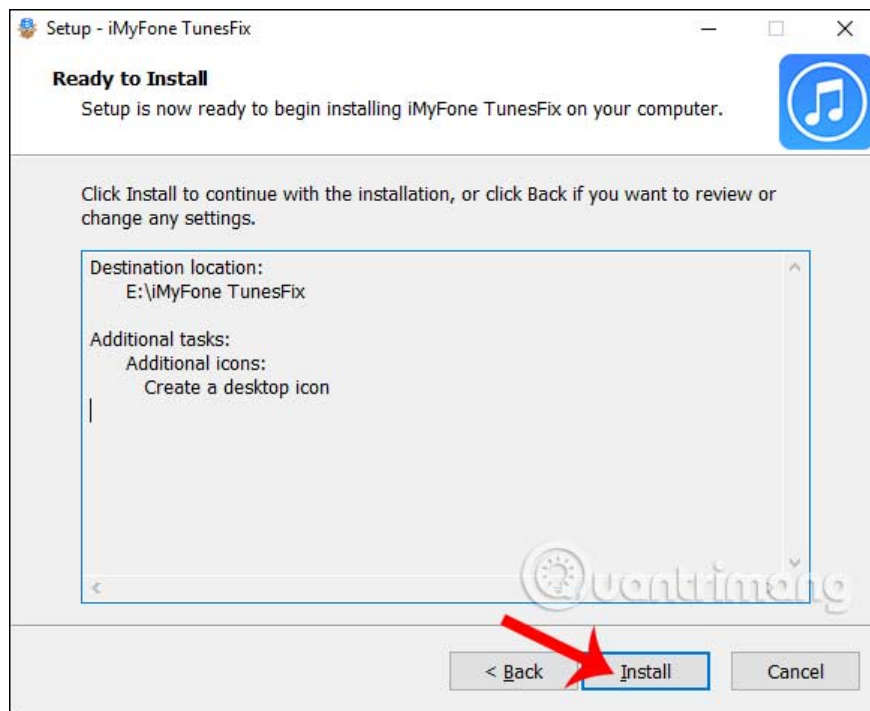 Setup - iMyFone TunesFix
Ready to Install
Setup is now ready to begin installing iMyFone TunesFix on your computer.
Click Install to continue with the installation, or click Back if you want to review or
change any settings.
Destination location:
E:\iMyFone TunesFix
Additional tasks:
Additional icons:
Create a desktop icon
Quantrimang
< Back
Install
Cancel